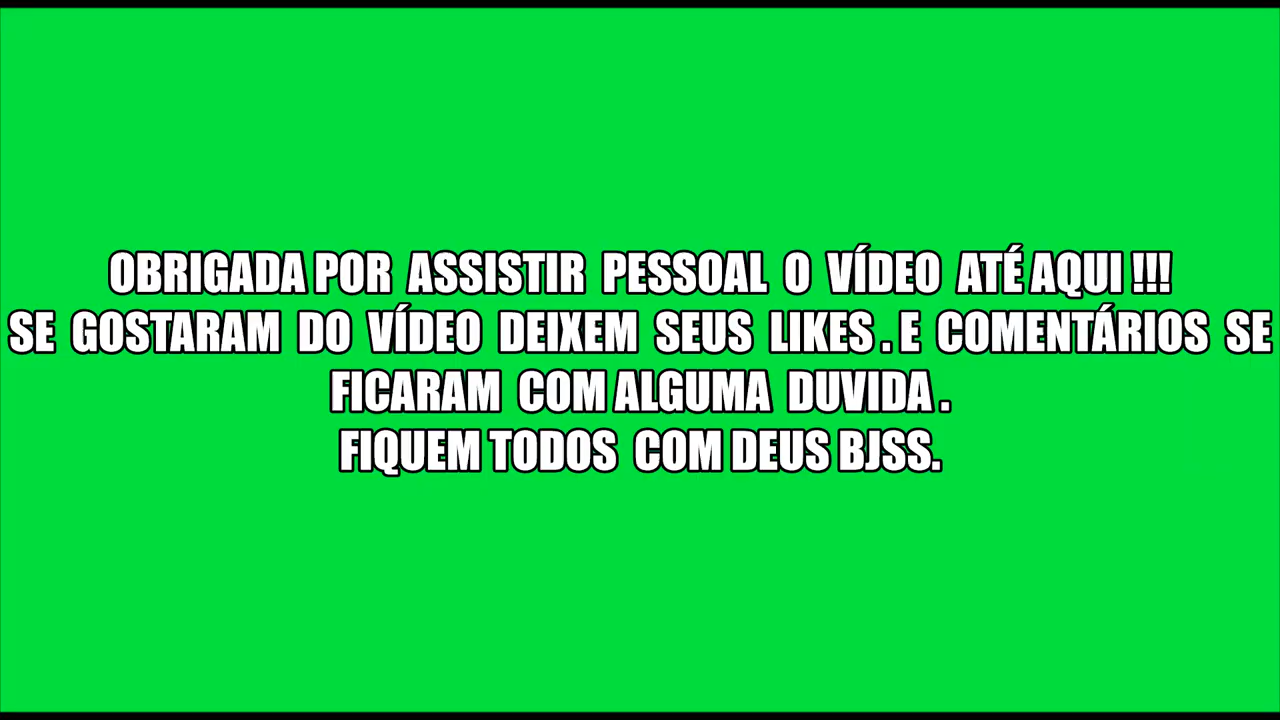 OBRIGADA POR ASSISTIR PESSOAL O VÍDEO ATÉ AQUI !!!
SE GOSTARAM DO VÍDEO DEIXEM SEUS LIKES . E COMENTÁRIOS SE
FICARAM COM ALGUMA DUVIDA .
FIQUEM TODOS COM DEUS BJSS.